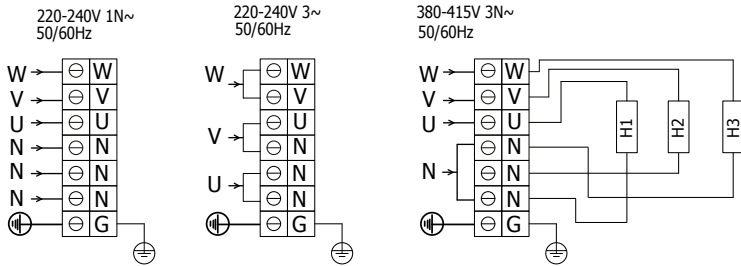 220-240V 1N~
50/60Hz
W W
V V
U U
N N
N N
N N
G
220-240V 3~
50/60Hz
W W
V
V U
N
U N
N
G
380-415V 3N~
50/60Hz
W W
V V
U U
N
N N
N
G
H1
H2
H3